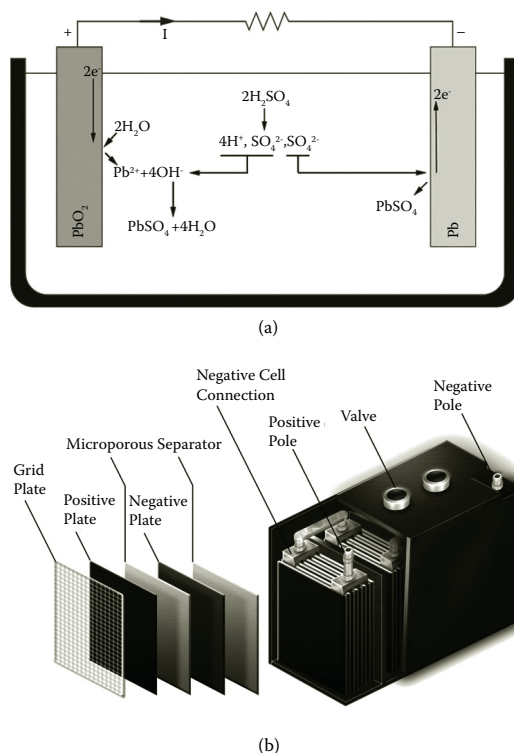 +
I
−
2e⁻
2H₂O
Pb²⁺+4OH⁻
PbSO₄+4H₂O
PbO₂
2H₂SO₄
4H⁺, SO₄²⁻,SO₄²⁻
2e⁻
PbSO₄
Pb
(a)
Negative Cell
Connection
Positive
Pole
Valve
Negative
Pole
Microporous Separator
Grid
Plate
Positive
Plate
Negative
Plate
(b)